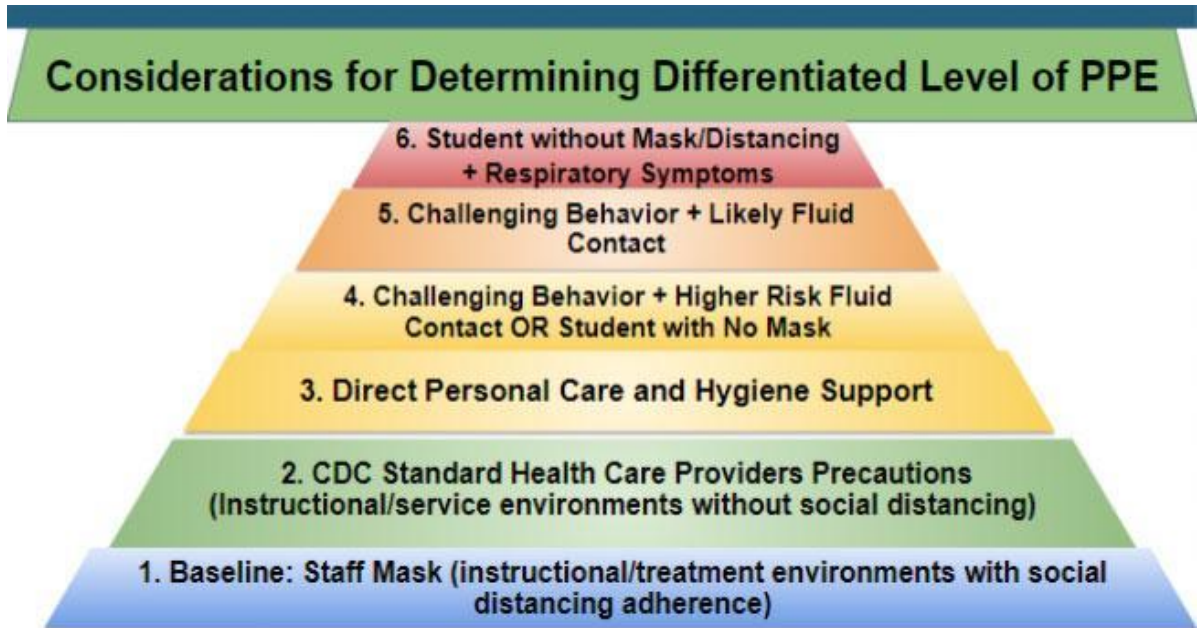 Considerations for Determining Differentiated Level of PPE
6. Student without Mask/Distancing
+ Respiratory Symptoms
5. Challenging Behavior + Likely Fluid
Contact
4. Challenging Behavior + Higher Risk Fluid
Contact OR Student with No Mask
3. Direct Personal Care and Hygiene Support
2. CDC Standard Health Care Providers Precautions
(Instructional/service environments without social distancing)
1. Baseline: Staff Mask (instructional/treatment environments with social
distancing adherence)